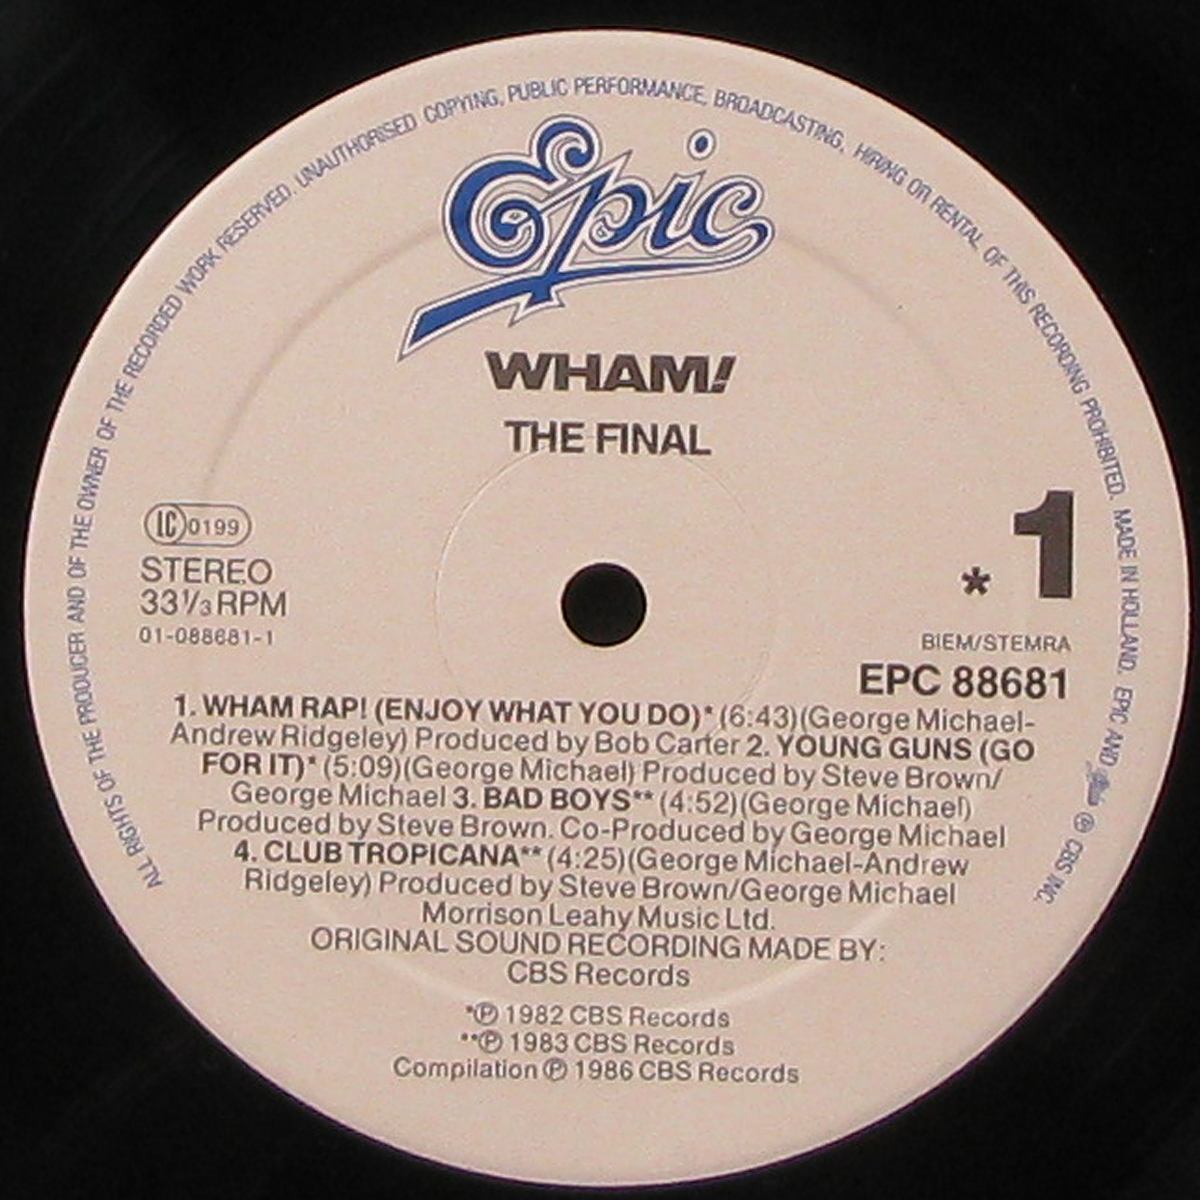 ALL RIGHTS OF THE PRODUCER AND OF THE OWNER OF THE RECORDED WORK RESERVED. UNAUTHORISED COPYING, PUBLIC PERFORMANCE, BROADCASTING, HIRING OR RENTAL OF THIS RECORDING PROHIBITED. MADE IN HOLLAND. EPIC AND Epic ® CBS INC.
Epic
WHAM!
THE FINAL
LC 0199
STEREO
33 1/3 RPM
01-088681-1
* 1
BIEM/STEMRA
EPC 88681
1. WHAM RAP! (ENJOY WHAT YOU DO)* (6:43)(George Michael-
Andrew Ridgeley) Produced by Bob Carter 2. YOUNG GUNS (GO
FOR IT)* (5:09)(George Michael) Produced by Steve Brown/
George Michael 3. BAD BOYS** (4:52)(George Michael)
Produced by Steve Brown. Co-Produced by George Michael
4. CLUB TROPICANA** (4:25)(George Michael-Andrew
Ridgeley) Produced by Steve Brown/George Michael
Morrison Leahy Music Ltd.
ORIGINAL SOUND RECORDING MADE BY:
CBS Records
*℗ 1982 CBS Records
**℗ 1983 CBS Records
Compilation ℗ 1986 CBS Records